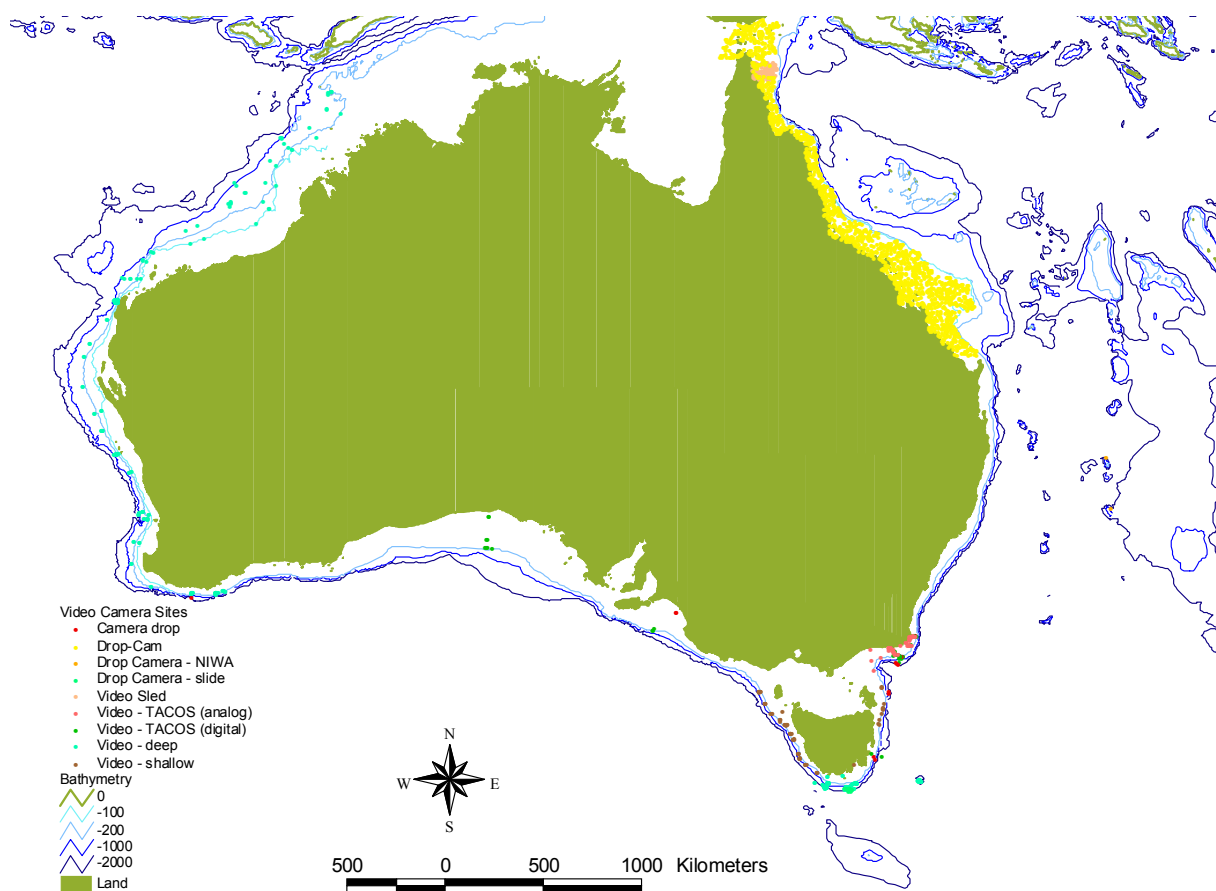 Video Camera Sites
Camera drop
Drop-Cam
Drop Camera - NIWA
Drop Camera - slide
Video Sled
Video - TACOS (analog)
Video - TACOS (digital)
Video - deep
Video - shallow
Bathymetry
0
-100
-200
-1000
-2000
Land
N
W E
S
500 0 500 1000 Kilometers